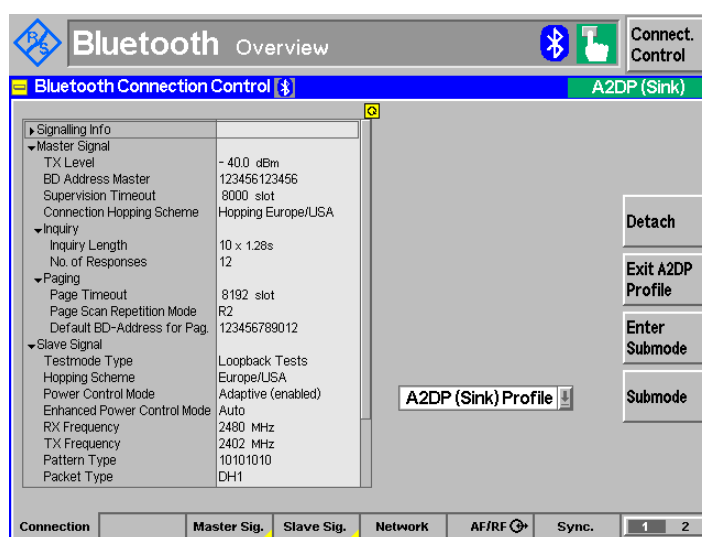 R&S
Bluetooth Overview
Connect. Control
Bluetooth Connection Control
A2DP (Sink)
Signalling Info
Master Signal
TX Level - 40.0 dBm
BD Address Master 123456123456
Supervision Timeout 8000 slot
Connection Hopping Scheme Hopping Europe/USA
Inquiry
Inquiry Length 10 x 1.28s
No. of Responses 12
Paging
Page Timeout 8192 slot
Page Scan Repetition Mode R2
Default BD-Address for Pag. 123456789012
Slave Signal
Testmode Type Loopback Tests
Hopping Scheme Europe/USA
Power Control Mode Adaptive (enabled)
Enhanced Power Control Mode Auto
RX Frequency 2480 MHz
TX Frequency 2402 MHz
Pattern Type 10101010
Packet Type DH1
A2DP (Sink) Profile
Detach
Exit A2DP Profile
Enter Submode
Submode
Connection Master Sig. Slave Sig. Network AF/RF Sync. 1 2